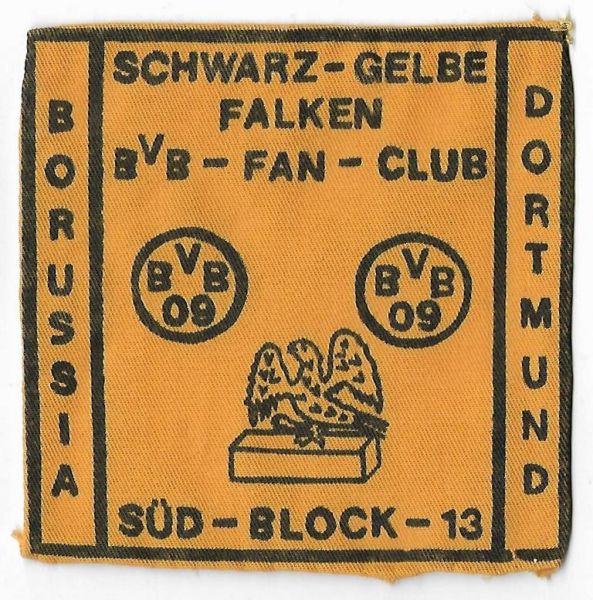 SCHWARZ-GELBE
FALKEN
BVB-FAN-CLUB
BORUSSIA
DORTMUND
BVB
09
BVB
09
SÜD-BLOCK-13